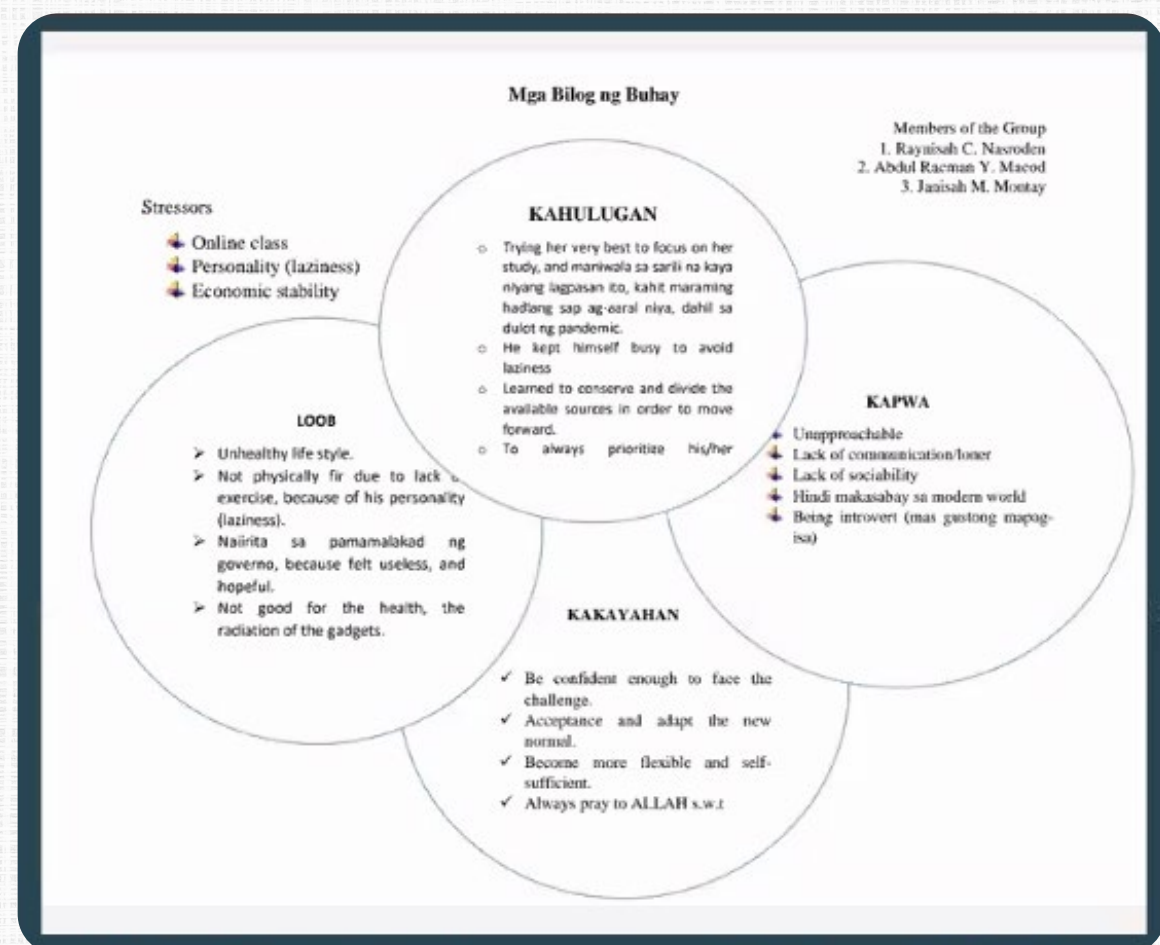 Mga Bilog ng Buhay
Members of the Group
1. Raynisah C. Nasroden
2. Abdul Racman Y. Macod
3. Janisah M. Montay
Stressors
Online class
Personality (laziness)
Economic stability
KAHULUGAN
Trying her very best to focus on her
study, and maniwala sa sarili na kaya
niyang lagpasan ito, kahit maraming
hadlang sap ag-aaral niya, dahil sa
dulot ng pandemic.
He kept himself busy to avoid
laziness
Learned to conserve and divide the
available sources in order to move
forward.
To always prioritize his/her
LOOB
Unhealthy life style.
Not physically fir due to lack
exercise, because of his personality
(laziness).
Naiirita sa pamamalakad ng
governo, because felt useless, and
hopeful.
Not good for the health, the
radiation of the gadgets.
KAPWA
Unapproachable
Lack of communication/loner
Lack of sociability
Hindi makasabay sa modern world
Being introvert (mas gustong mapag-
isa)
KAKAYAHAN
Be confident enough to face the
challenge.
Acceptance and adapt the new
normal.
Become more flexible and self-
sufficient.
Always pray to ALLAH s.w.t